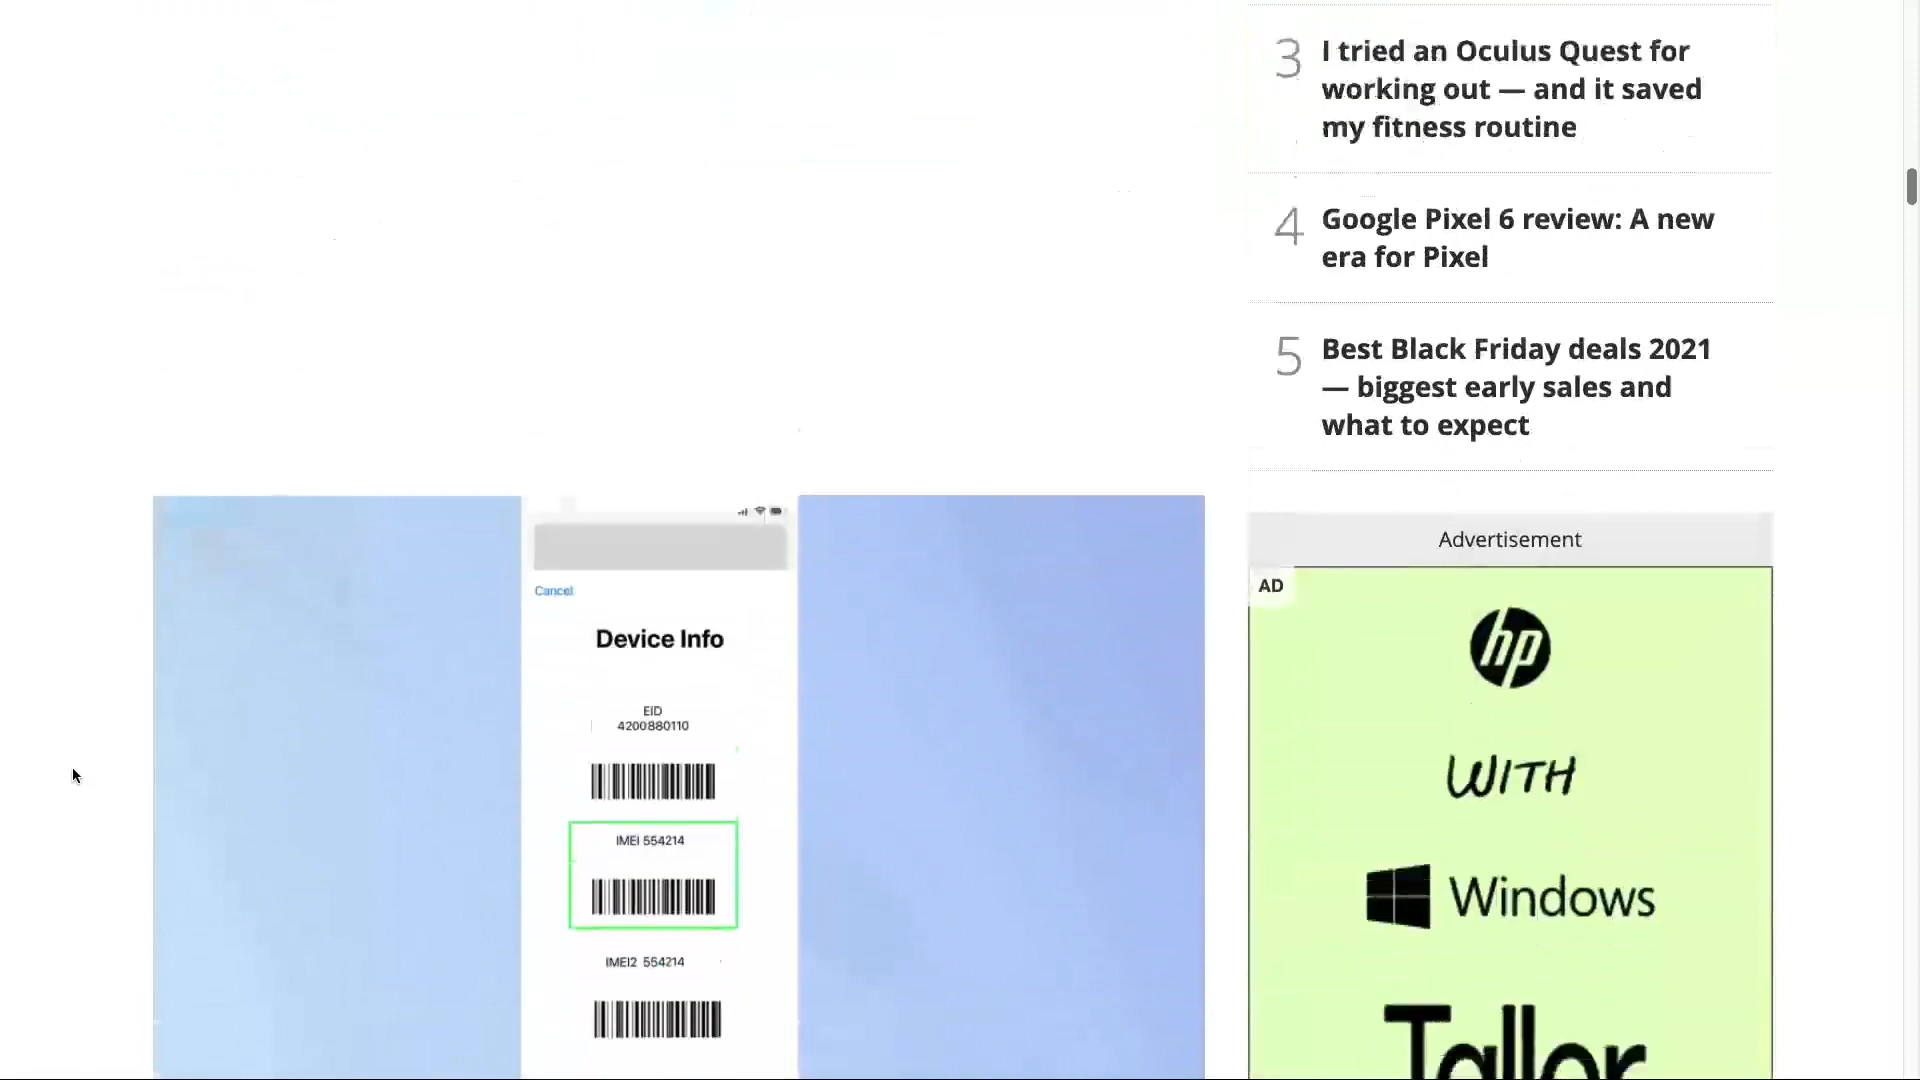 3
I tried an Oculus Quest for
working out — and it saved
my fitness routine
4
Google Pixel 6 review: A new
era for Pixel
5
Best Black Friday deals 2021
— biggest early sales and
what to expect
Cancel
Device Info
EID
4200880110
IMEI 554214
IMEI2 554214
Advertisement
AD
hp
WITH
Windows
Taller